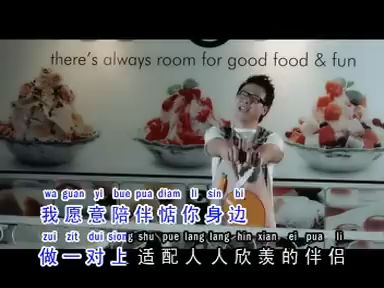 there's always room for good food & fun
wa guan yi bue pua diam li sin bi
我愿意陪伴惦你身边
zui zit dui siong shu pue lang lang hin xian ei pua li
做一对上适配人人欣羡的伴侣